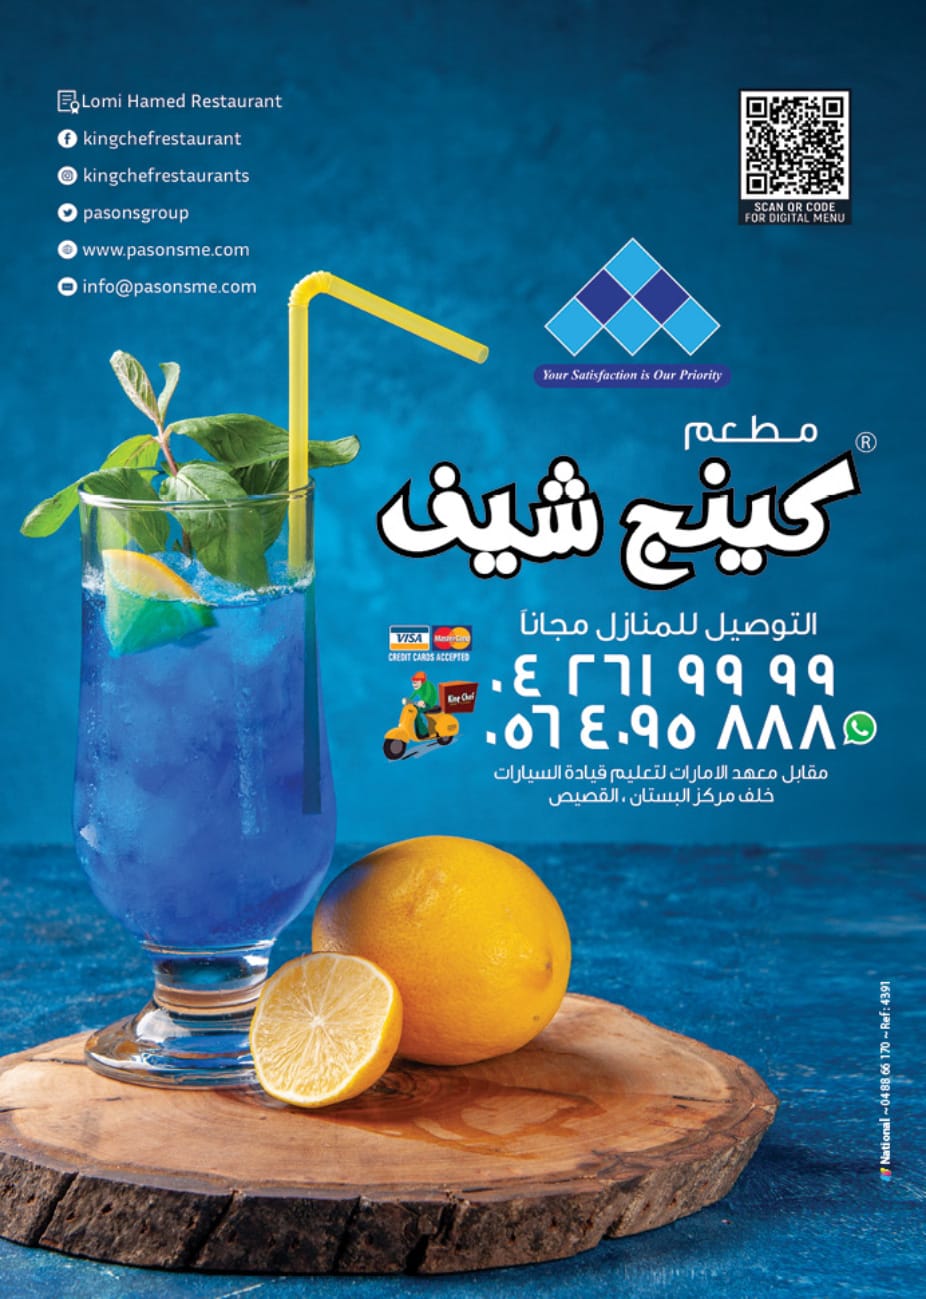 Lomi Hamed Restaurant
kingchefrestaurant
kingchefrestaurants
pasonsgroup
www.pasonsme.com
info@pasonsme.com
SCAN QR CODE
FOR DIGITAL MENU
Your Satisfaction is Our Priority
مطعم
كينج شيف ®
التوصيل للمنازل مجاناً
VISA MasterCard
CREDIT CARDS ACCEPTED
٠٤ ٢٦١ ٩٩ ٩٩
King Chef
٠٥٦ ٤٠٩٥ ٨٨٨
مقابل معهد الامارات لتعليم قيادة السيارات
خلف مركز البستان ، القصيص
National ~ 04 88 66 170 ~ Ref: 4391